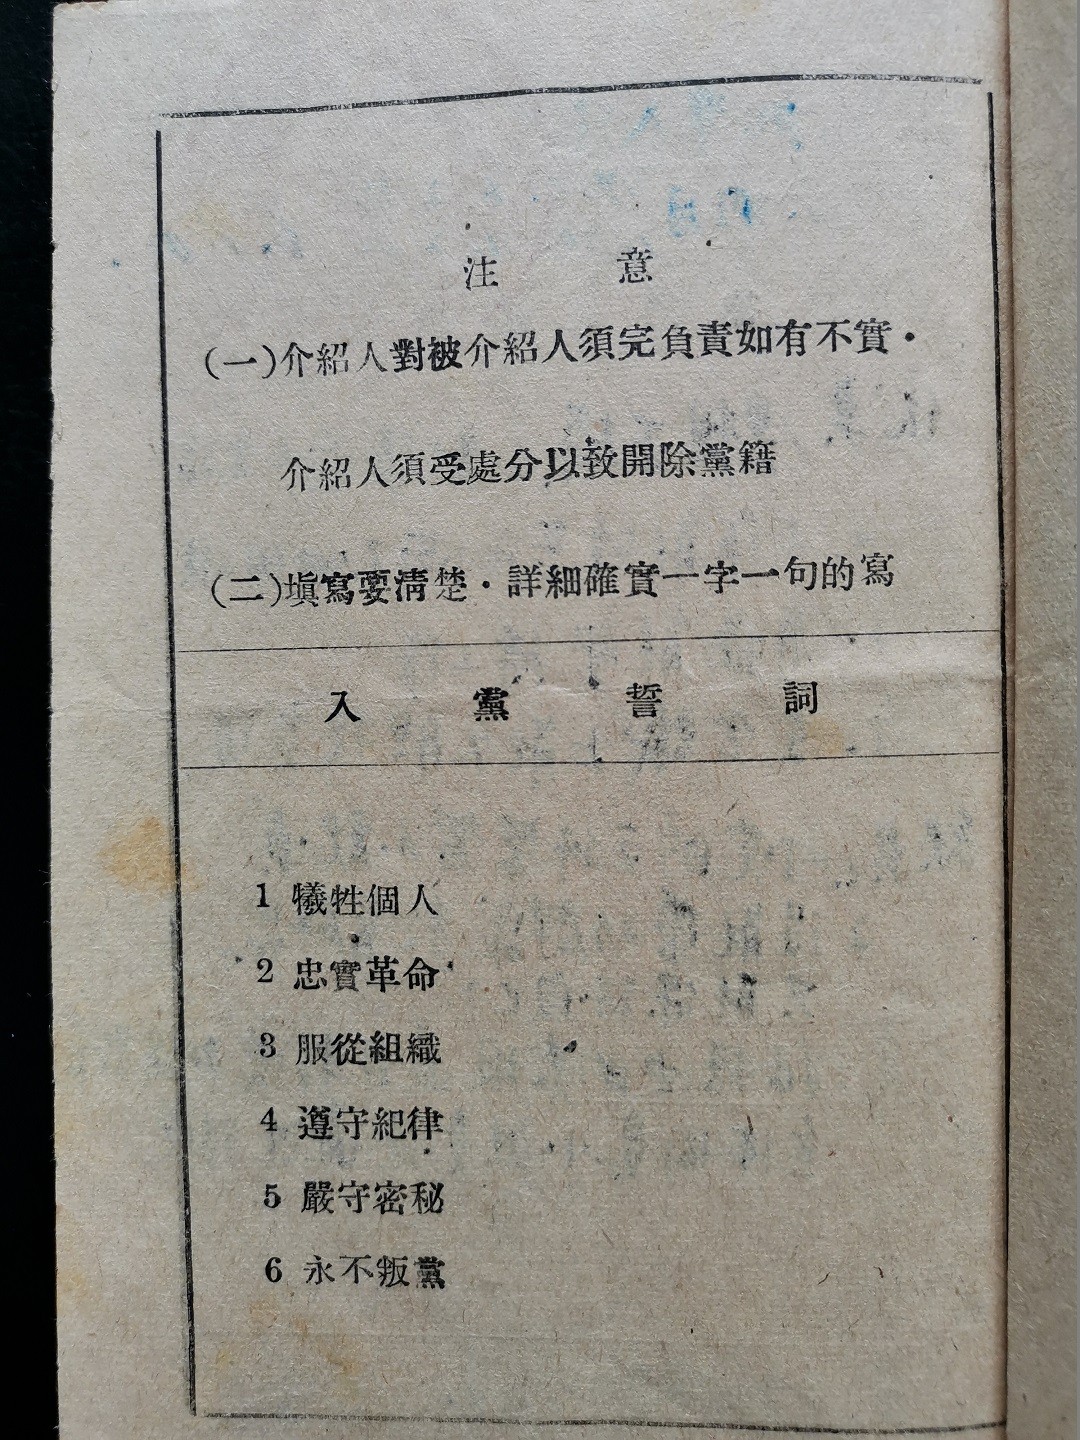 注意
(一)介紹人對被介紹人須完負責如有不實·
介紹人須受處分以致開除黨籍
(二)塡寫要淸楚·詳細確實一字一句的寫
入黨誓詞
1 犧牲個人
2 忠實革命
3 服從組織
4 遵守紀律
5 嚴守密秘
6 永不叛黨